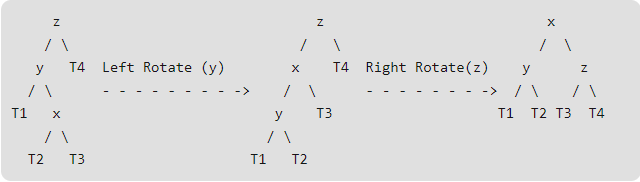 z                                z                            x
/ \                             /   \                        /   \
y   T4  Left Rotate (y)        x    T4  Right Rotate(z)    y      z
/ \      - - - - - - - - ->    /  \      - - - - - - - ->  / \    / \
T1   x                        y    T3                    T1  T2 T3  T4
/ \                          / \
T2   T3                    T1   T2